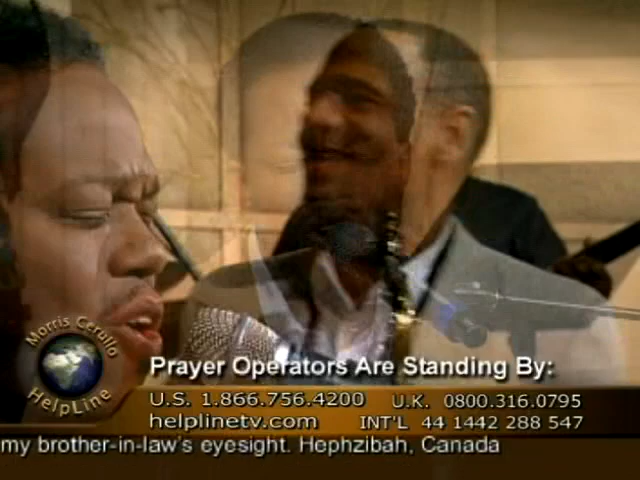 Morris Cerullo
HelpLine
Prayer Operators Are Standing By:
U.S. 1.866.756.4200 U.K. 0800.316.0795
helplinetv.com INT'L 44 1442 288 547
my brother-in-law's eyesight. Hephzibah, Canada